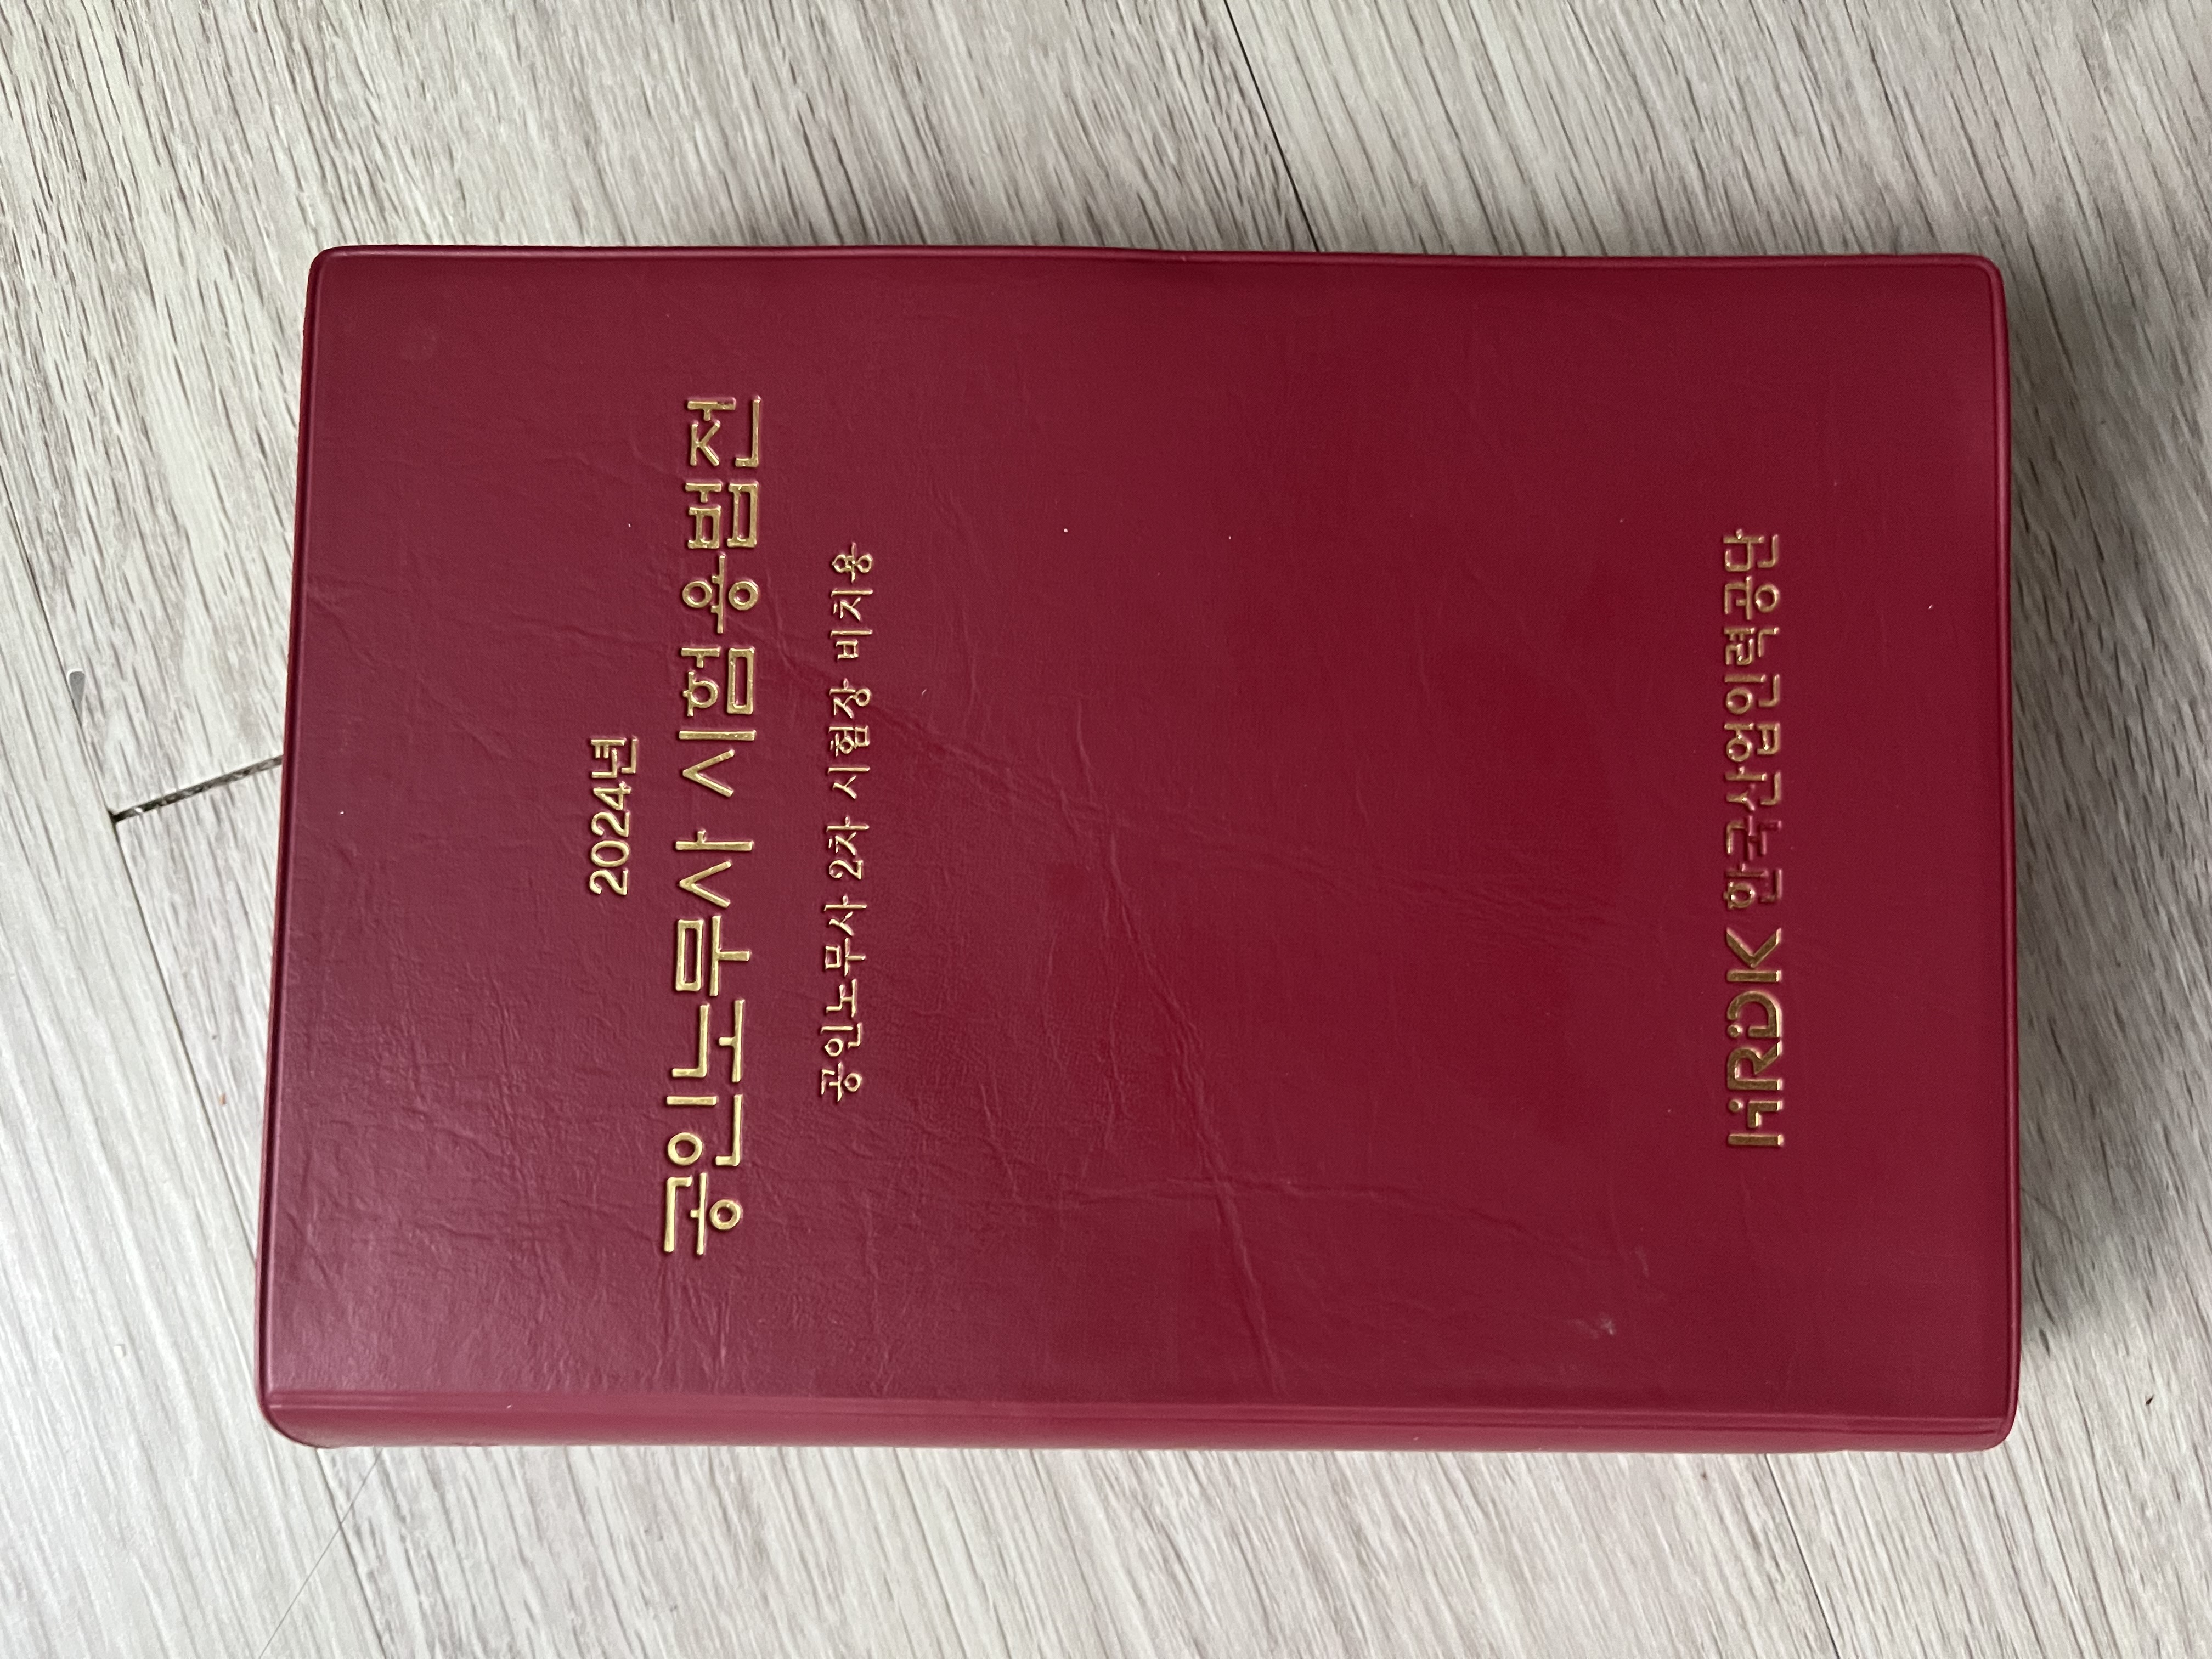 2024년
공인노무사 시험용법전
공인노무사 2차 시험장 비치용
HRDK 한국산업인력공단